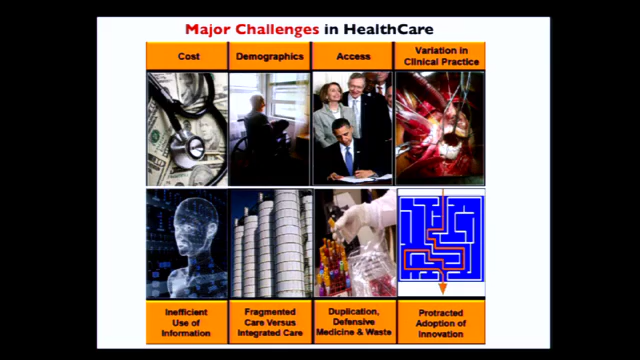 Major Challenges in HealthCare
Cost
Demographics
Access
Variation in
Clinical Practice
Inefficient
Use of
Information
Fragmented
Care Versus
Integrated Care
Duplication,
Defensive
Medicine & Waste
Protracted
Adoption of
Innovation